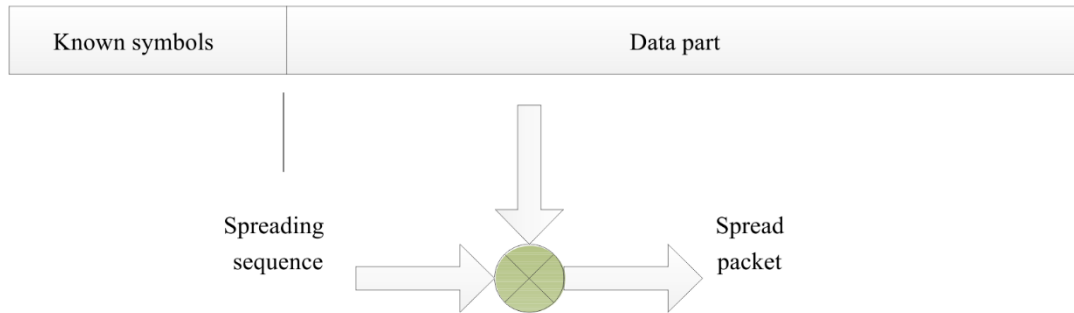 Known symbols
Data part
Spreading
sequence
Spread
packet